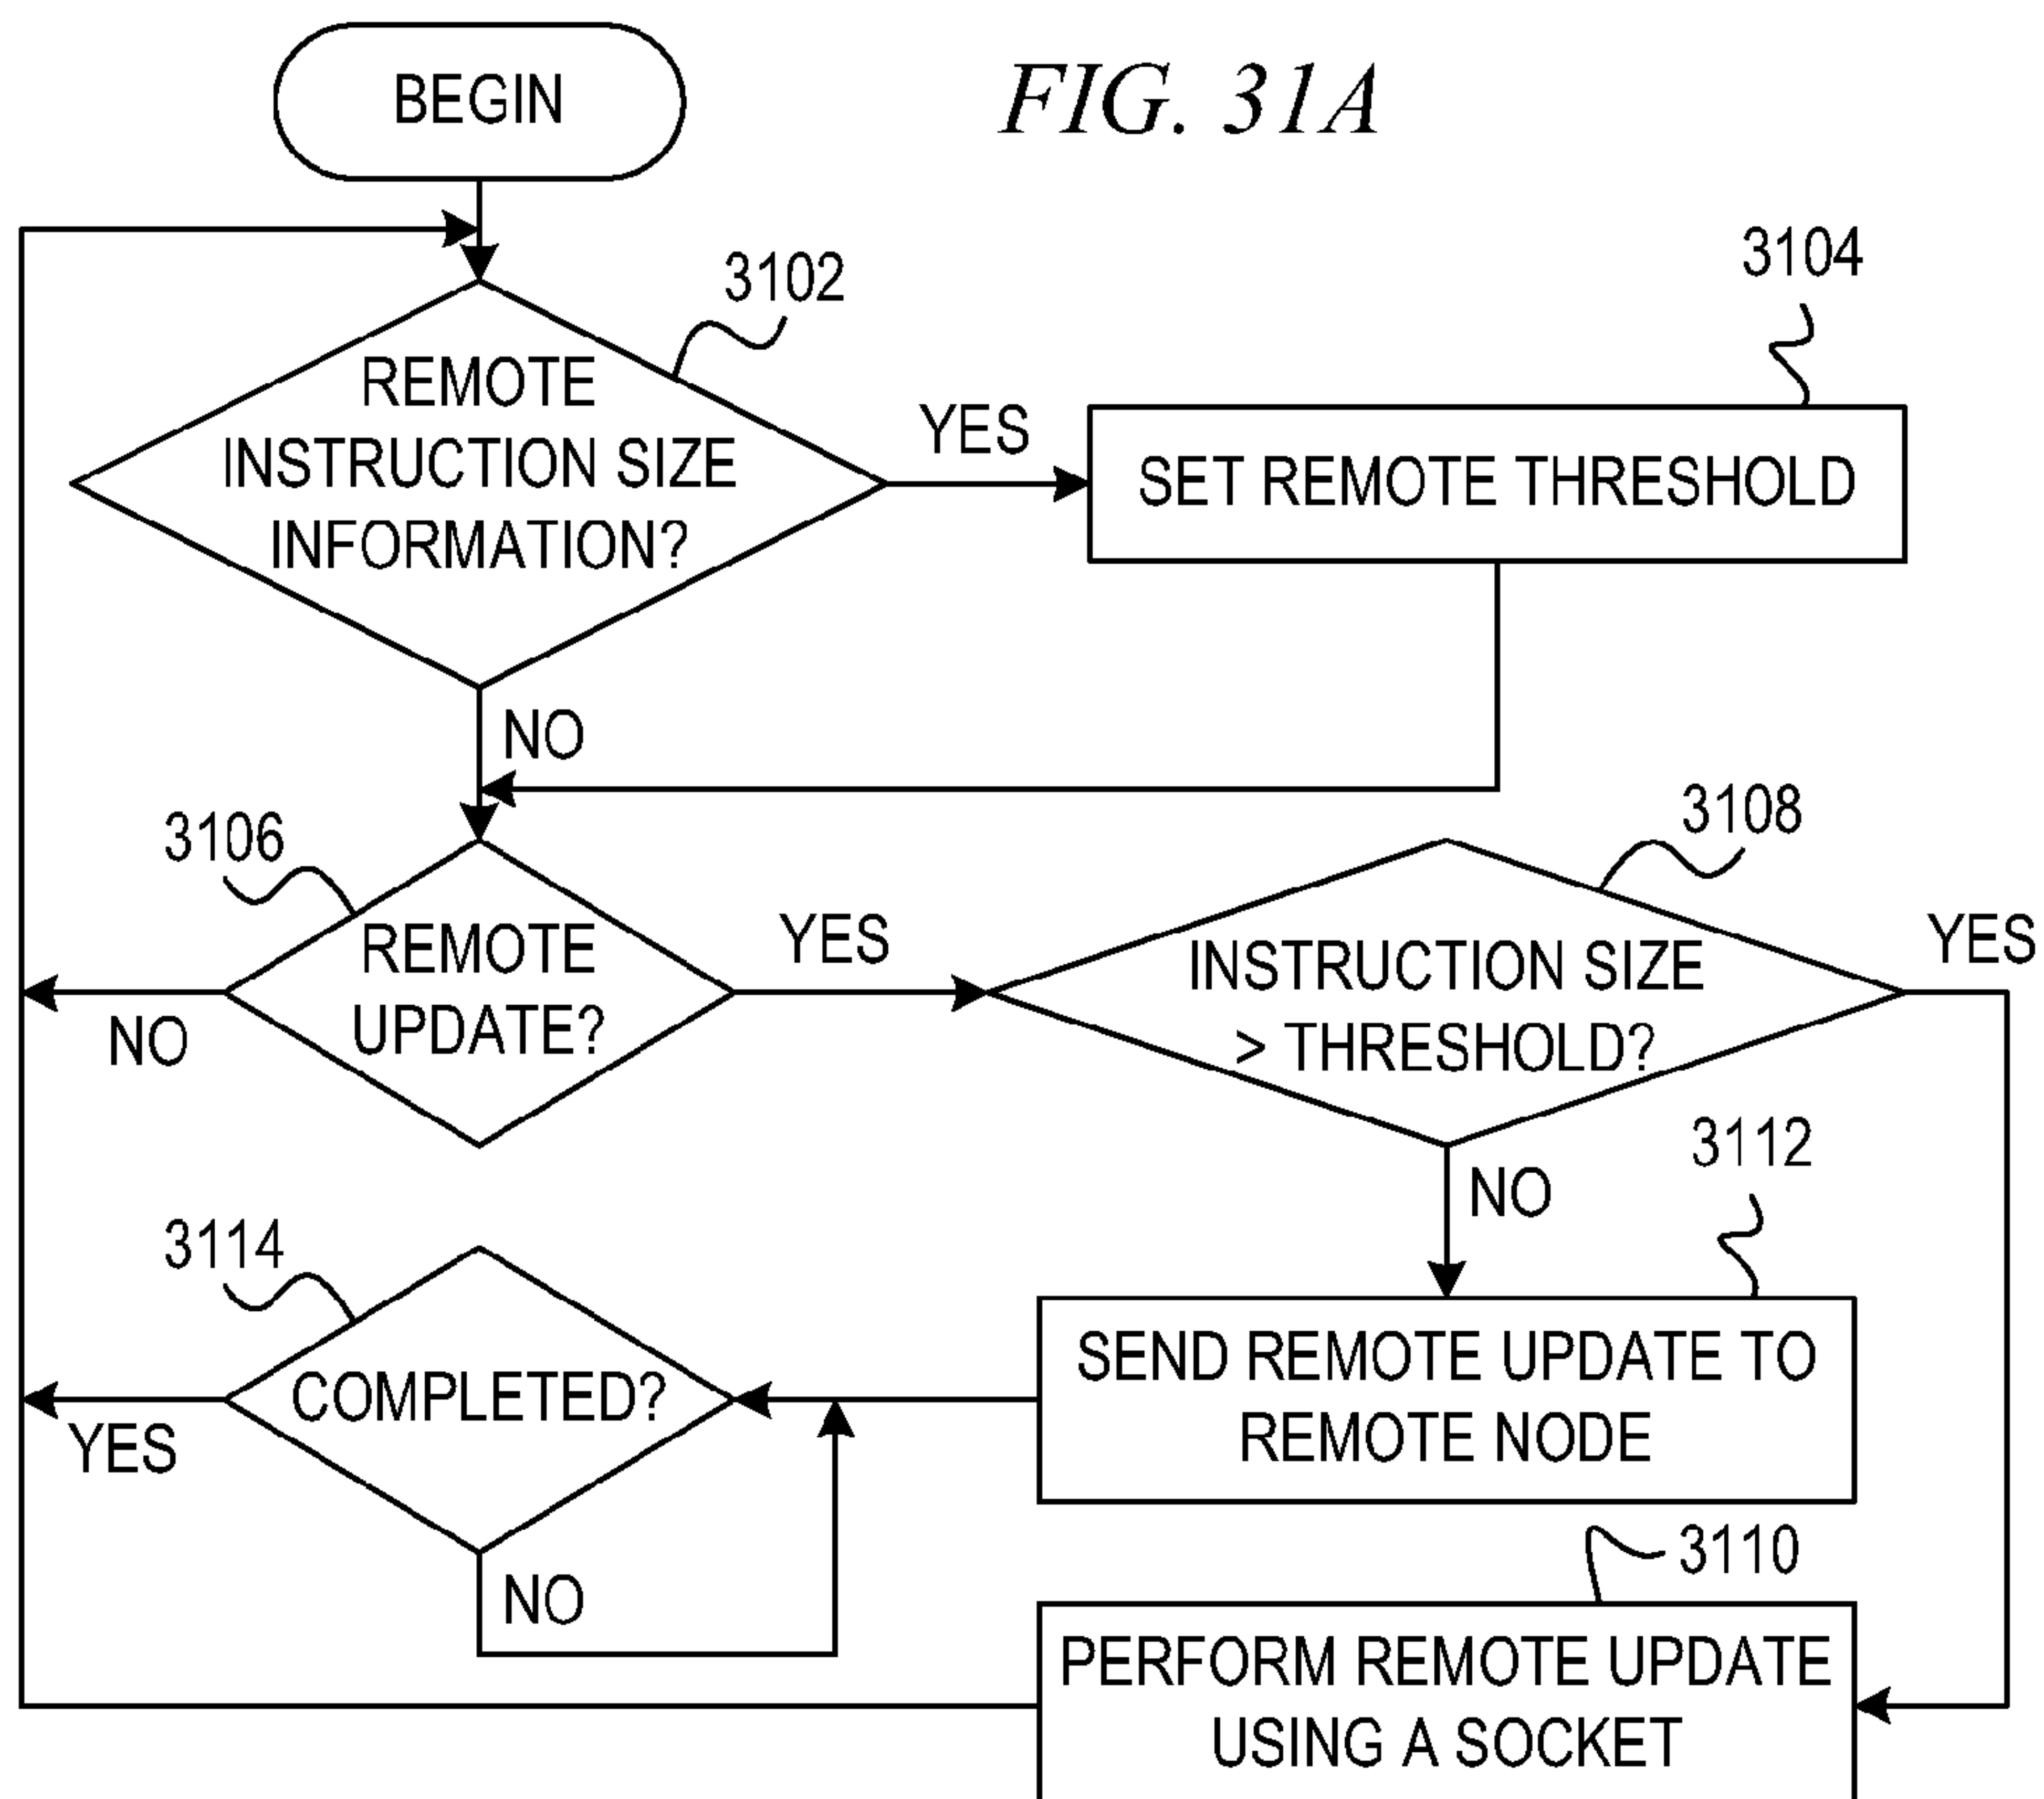 BEGIN
FIG. 31A
3102
REMOTE
INSTRUCTION SIZE
INFORMATION?
YES
3104
SET REMOTE THRESHOLD
NO
3106
REMOTE
UPDATE?
YES
NO
3108
INSTRUCTION SIZE
> THRESHOLD?
YES
NO
3112
SEND REMOTE UPDATE TO
REMOTE NODE
3114
COMPLETED?
YES
NO
3110
PERFORM REMOTE UPDATE
USING A SOCKET